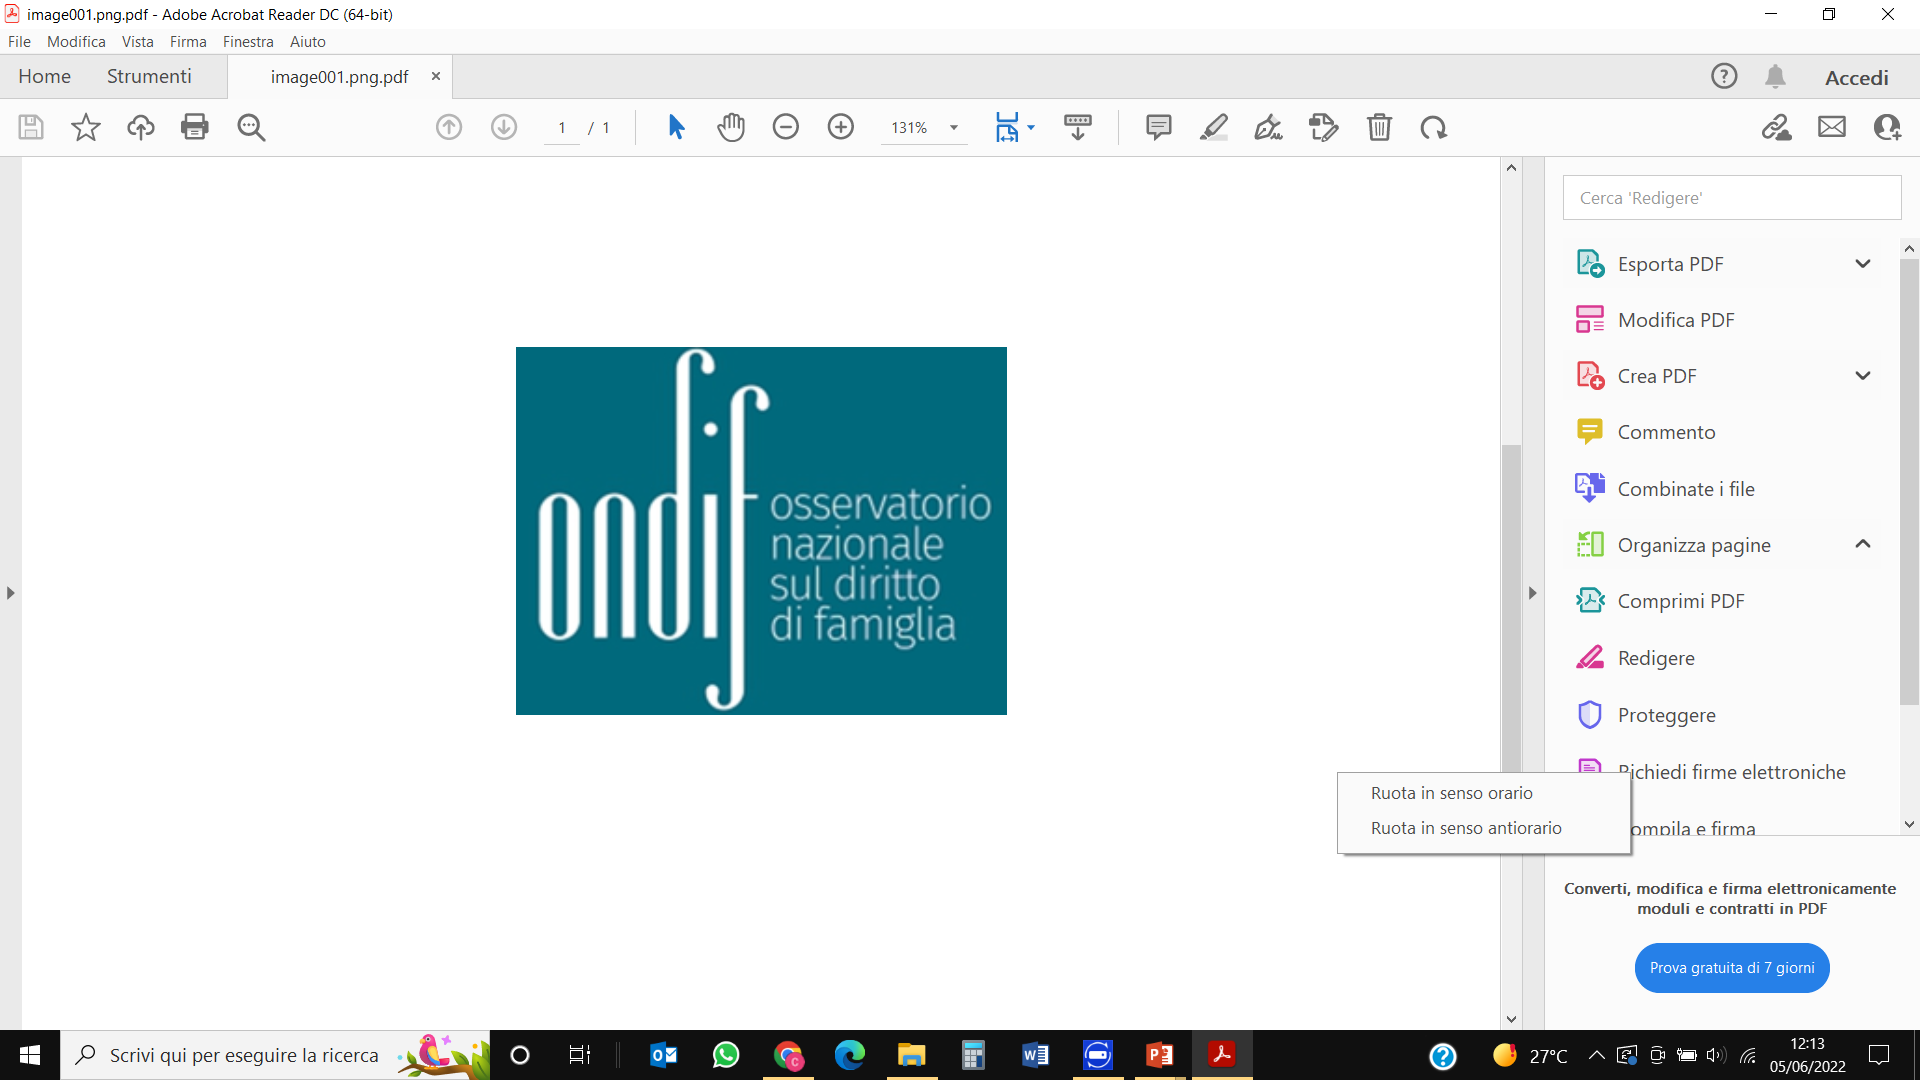 image001.png.pdf - Adobe Acrobat Reader DC (64-bit)
File Modifica Vista Firma Finestra Aiuto
Home Strumenti image001.png.pdf Accedi
1 / 1 131%
Cerca 'Redigere'
Esporta PDF
Modifica PDF
Crea PDF
Commento
Combinate i file
Organizza pagine
Comprimi PDF
Redigere
Proteggere
Richiedi firme elettroniche
ompila e firma
ondif
osservatorio
nazionale
sul diritto
di famiglia
Ruota in senso orario
Ruota in senso antiorario
Converti, modifica e firma elettronicamente
moduli e contratti in PDF
Prova gratuita di 7 giorni
Scrivi qui per eseguire la ricerca
27°C
12:13
05/06/2022